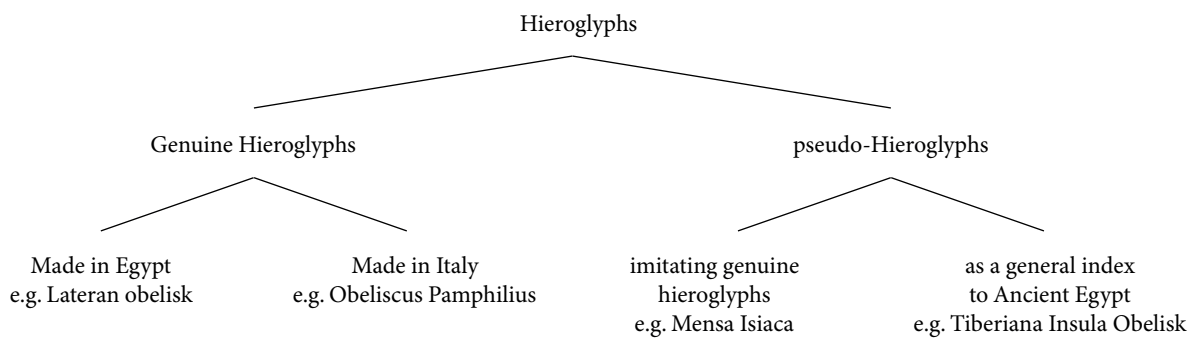 Hieroglyphs
Genuine Hieroglyphs
pseudo-Hieroglyphs
Made in Egypt
e.g. Lateran obelisk
Made in Italy
e.g. Obeliscus Pamphilius
imitating genuine
hieroglyphs
e.g. Mensa Isiaca
as a general index
to Ancient Egypt
e.g. Tiberiana Insula Obelisk